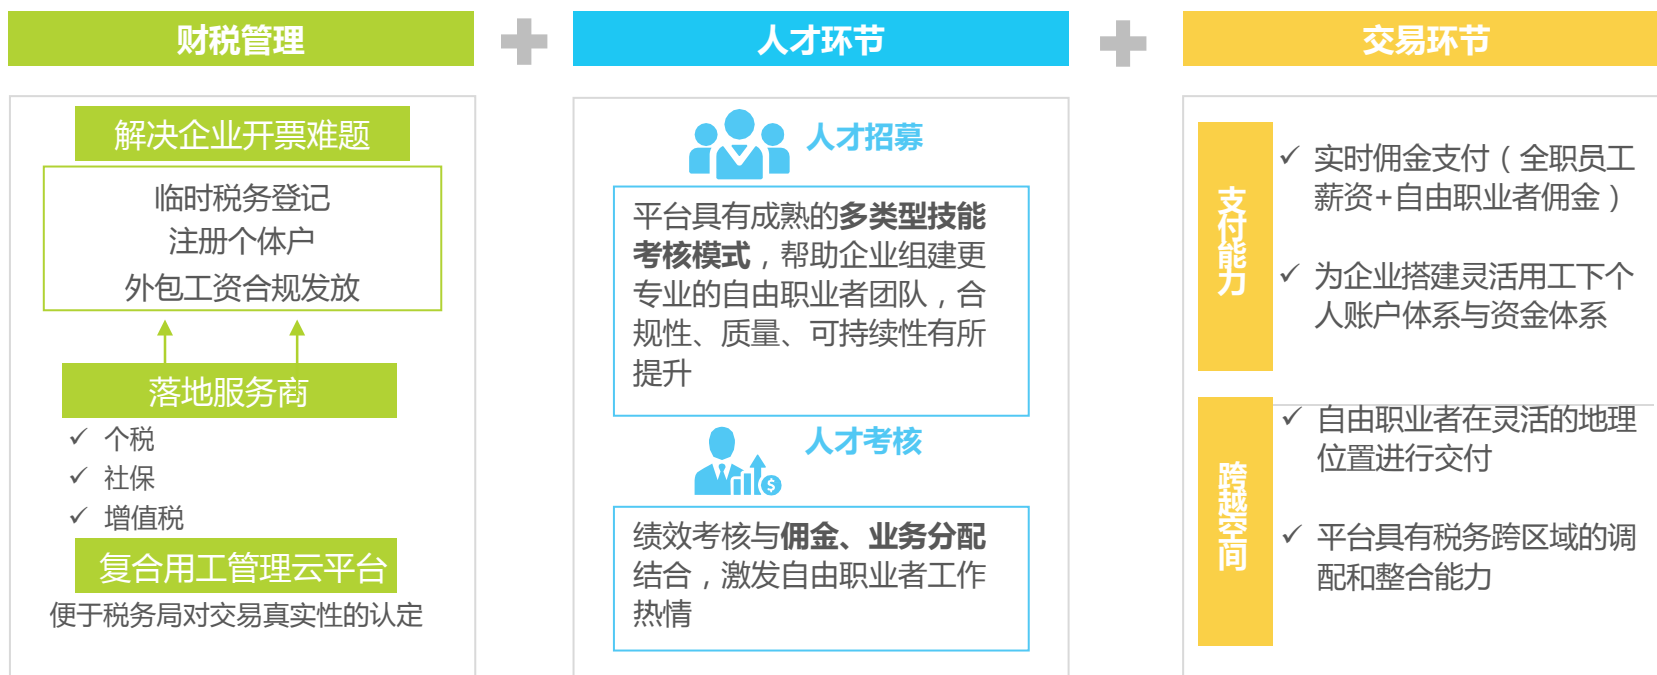 财税管理
人才环节
交易环节
解决企业开票难题
临时税务登记
注册个体户
外包工资合规发放
落地服务商
✓ 个税
✓ 社保
✓ 增值税
复合用工管理云平台
便于税务局对交易真实性的认定
人才招募
平台具有成熟的多类型技能
考核模式，帮助企业组建更
专业的自由职业者团队，合
规性、质量、可持续性有所
提升
人才考核
绩效考核与佣金、业务分配
结合，激发自由职业者工作
热情
支付能力
✓ 实时佣金支付（全职员工
薪资+自由职业者佣金）
✓ 为企业搭建灵活用工下个
人账户体系与资金体系
跨越空间
✓ 自由职业者在灵活的地理
位置进行交付
✓ 平台具有税务跨区域的调
配和整合能力